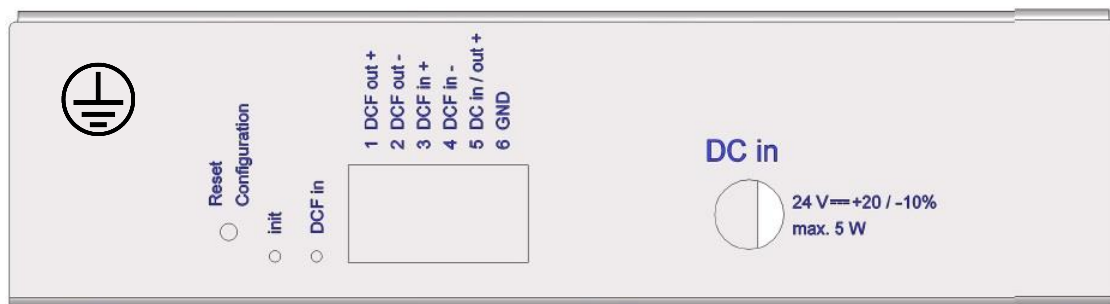 Reset
Configuration
init
DCF in
1 DCF out +
2 DCF out -
3 DCF in +
4 DCF in -
5 DC in / out +
6 GND
DC in
24 V⎓+20 / -10%
max. 5 W